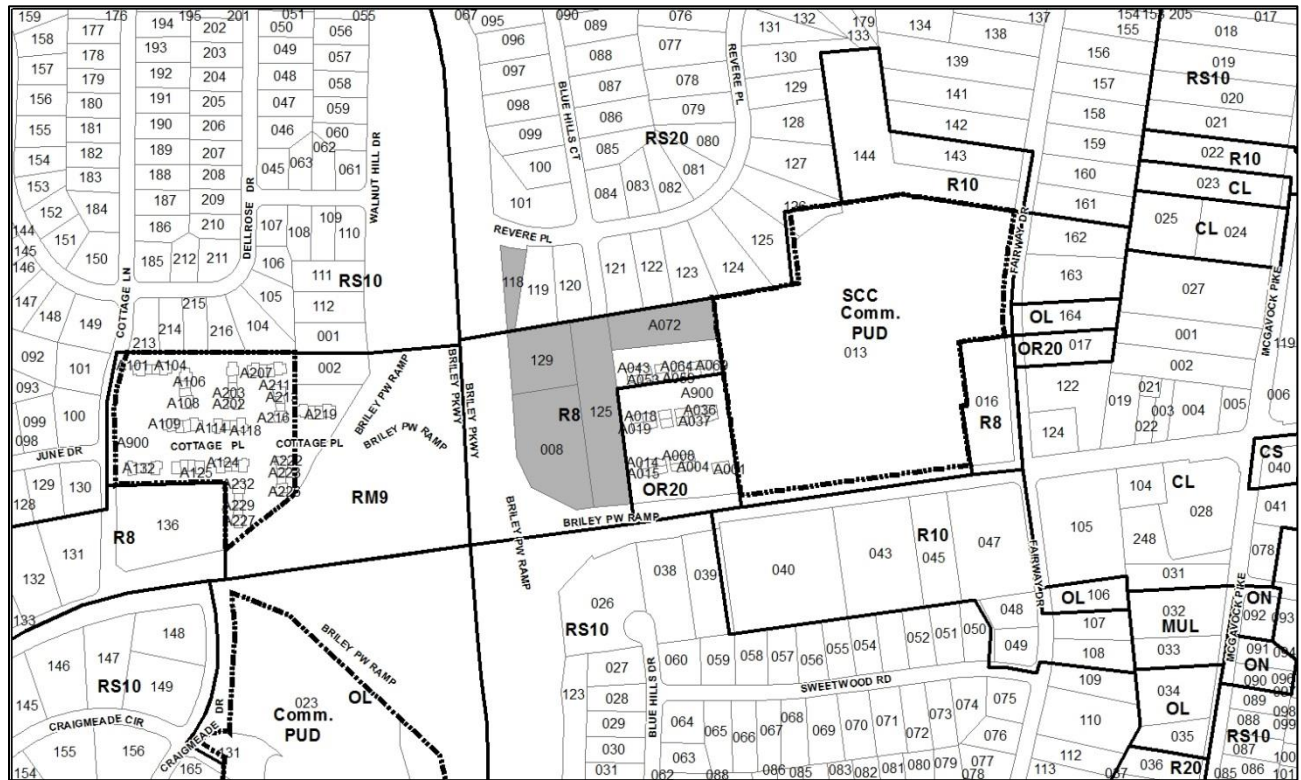 159 176 195 201 051 055 067 095 090 076 131 132 179 134 137 154 205 017
158 177 194 202 050 056 096 089 077 133 138 155 018
178 193 203 049 057 088 130 156 019
157 179 192 204 048 058 097 087 078 129 139 157 RS10
156 180 191 205 047 059 098 086 079 128 141 020
155 181 190 206 046 060 099 085 RS20 080 142 159 021
154 182 189 207 045 063 062 061 100 084 083 082 081 127 144 143 160 022 R10
153 183 188 208 101 R10 161 023 CL
152 184 187 209 107 108 109 110 126 162 025 024
151 186 210 CL
144 145 146 150 185 212 211 106 111 118 119 120 121 122 123 124 125 163 027
DELLROSE DR
WALNUT HILL DR
BLUE HILLS CT
REVERE PL
REVERE PL
COTTAGE LN
FAIRWAY DR
MCGAVOCK PIKE
147 148 149 215 105 112 RS10
213 214 216 104 001
SCC
Comm.
PUD
013
OL 164
OR20 017
001
002
119
092 101 A101 A104 A207 002 129 A072
093 A106 A203 A202 A211 A043 A064
100 A108 A216 A219 125 A900 016 122 021 019 003 004 005 006
099 098 A109 A114 A118 008 R8 A018 A019 A036 A037 R8 124 022
A900 COTTAGE PL COTTAGE PL
BRILEY PW RAMP
BRILEY PW RAMP
BRILEY PKWY
BRILEY PKWY
JUNE DR A132 A125 A124 A232 A222 A014 A015 A008 A004 A001 CS 040
129 130 128 A229 A227 RM9 OR20 104 CL 028 041
BRILEY PW RAMP
BRILEY PW RAMP
131 R8 136 038 039 040 043 R10 045 047 105 248 078
132 133 026 031
FAIRWAY DR
048 OL 106 032 MUL ON 092 093
148 RS10 060 059 058 057 056 055 054 052 051 050 049 107 033 091 094
146 147 027 108 ON 090 096
RS10 149
BRILEY PW RAMP
OL
123 028
BLUE HILLS DR
SWEETWOOD RD
109 034 OL
MCGAVOCK PIKE
145 CRAIGMEADE CIR
CRAIGMEADE DR
023
Comm.
PUD
029 064 065 066 067 068 069 070 071 073 075 110 035 089 088 098 099
155 156 131 030 063 072 076 RS10
154 165 031 062 088 086 085 083 082 081 080 079 077 078 113 112 036 R20 085 086 087